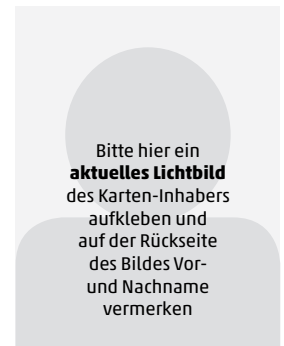 Bitte hier ein
aktuelles Lichtbild
des Karten-Inhabers
aufkleben und
auf der Rückseite
des Bildes Vor-
und Nachname
vermerken